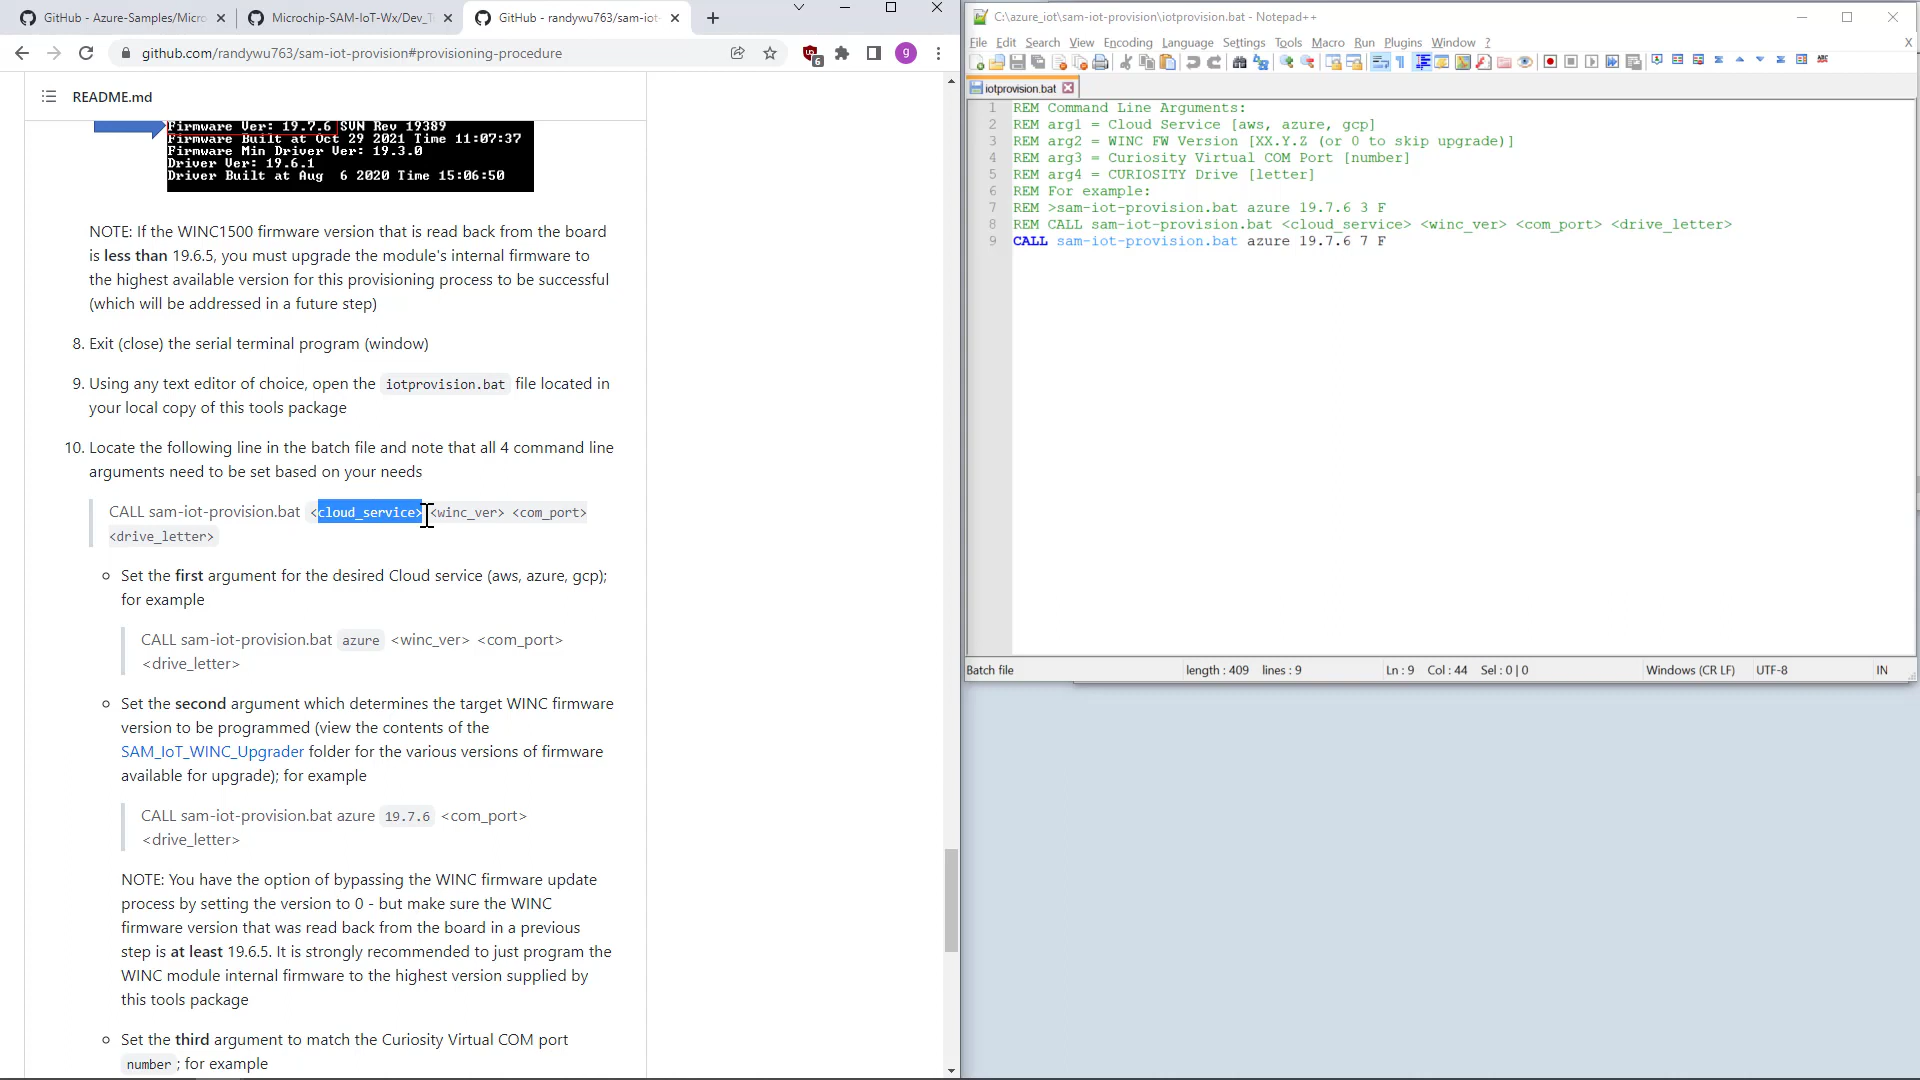 GitHub - Azure-Samples/Micro
Microchip-SAM-IoT-Wx/Dev_T
GitHub - randywu763/sam-iot-
github.com/randywu763/sam-iot-provision#provisioning-procedure
6
g
README.md
Firmware Ver: 19.7.6 SVN Rev 19389
Firmware Built at Oct 29 2021 Time 11:07:37
Firmware Min Driver Ver: 19.3.0
Driver Ver: 19.6.1
Driver Built at Aug 6 2020 Time 15:06:50
NOTE: If the WINC1500 firmware version that is read back from the board
is less than 19.6.5, you must upgrade the module's internal firmware to
the highest available version for this provisioning process to be successful
(which will be addressed in a future step)
8. Exit (close) the serial terminal program (window)
9. Using any text editor of choice, open the iotprovision.bat file located in
your local copy of this tools package
10. Locate the following line in the batch file and note that all 4 command line
arguments need to be set based on your needs
CALL sam-iot-provision.bat <cloud_service> <winc_ver> <com_port>
<drive_letter>
Set the first argument for the desired Cloud service (aws, azure, gcp);
for example
CALL sam-iot-provision.bat azure <winc_ver> <com_port>
<drive_letter>
Set the second argument which determines the target WINC firmware
version to be programmed (view the contents of the
SAM_IoT_WINC_Upgrader folder for the various versions of firmware
available for upgrade); for example
CALL sam-iot-provision.bat azure 19.7.6 <com_port>
<drive_letter>
NOTE: You have the option of bypassing the WINC firmware update
process by setting the version to 0 - but make sure the WINC
firmware version that was read back from the board in a previous
step is at least 19.6.5. It is strongly recommended to just program the
WINC module internal firmware to the highest version supplied by
this tools package
Set the third argument to match the Curiosity Virtual COM port
number ; for example
C:\azure_iot\sam-iot-provision\iotprovision.bat - Notepad++
File Edit Search View Encoding Language Settings Tools Macro Run Plugins Window ?
X
iotprovision.bat
1 REM Command Line Arguments:
2 REM arg1 = Cloud Service [aws, azure, gcp]
3 REM arg2 = WINC FW Version [XX.Y.Z (or 0 to skip upgrade)]
4 REM arg3 = Curiosity Virtual COM Port [number]
5 REM arg4 = CURIOSITY Drive [letter]
6 REM For example:
7 REM >sam-iot-provision.bat azure 19.7.6 3 F
8 REM CALL sam-iot-provision.bat <cloud_service> <winc_ver> <com_port> <drive_letter>
9 CALL sam-iot-provision.bat azure 19.7.6 7 F
Batch file length : 409 lines : 9 Ln : 9 Col : 44 Sel : 0 | 0 Windows (CR LF) UTF-8 IN